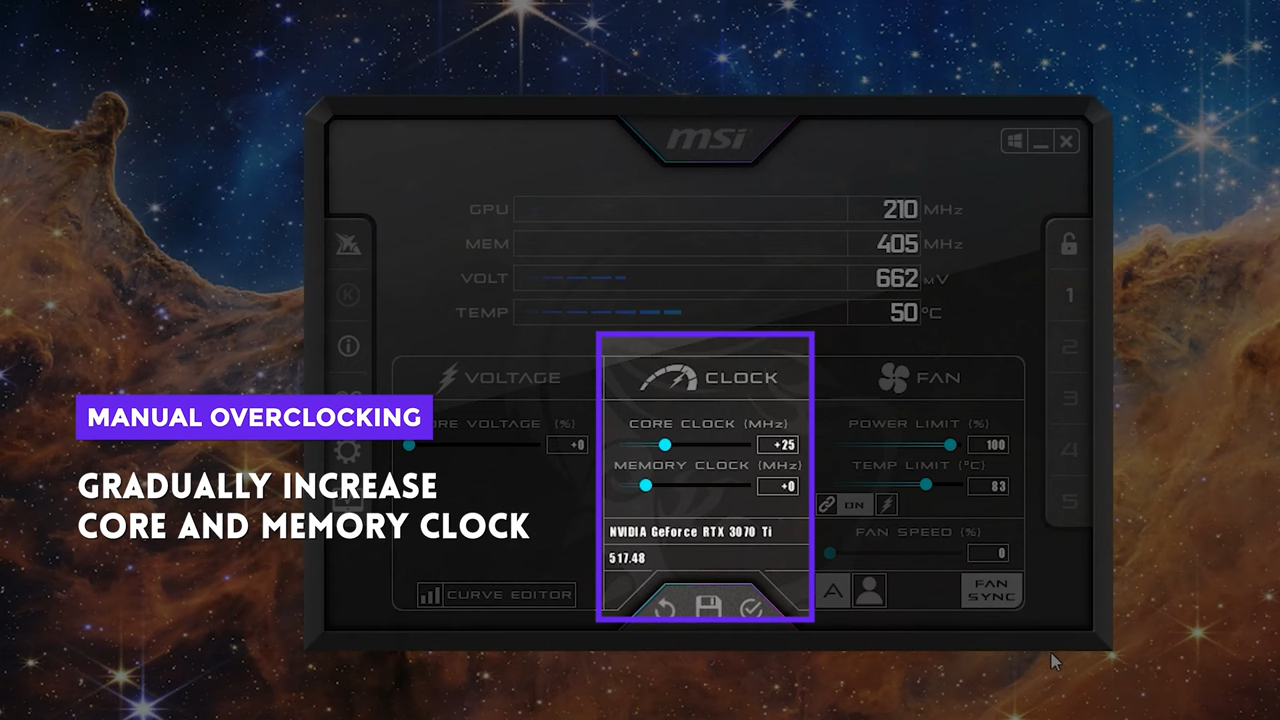 msi
GPU 210 MHz
MEM 405 MHz
VOLT 662 mV
TEMP 50 °C
K
1
2
3
4
5
VOLTAGE
CLOCK
FAN
MANUAL OVERCLOCKING
GRADUALLY INCREASE
CORE AND MEMORY CLOCK
ORE VOLTAGE (%)
+0
CORE CLOCK (MHz)
+25
MEMORY CLOCK (MHz)
+0
POWER LIMIT (%)
100
TEMP LIMIT (°C)
83
ON
NVIDIA GeForce RTX 3070 Ti
517.48
FAN SPEED (%)
0
CURVE EDITOR
A
FAN
SYNC